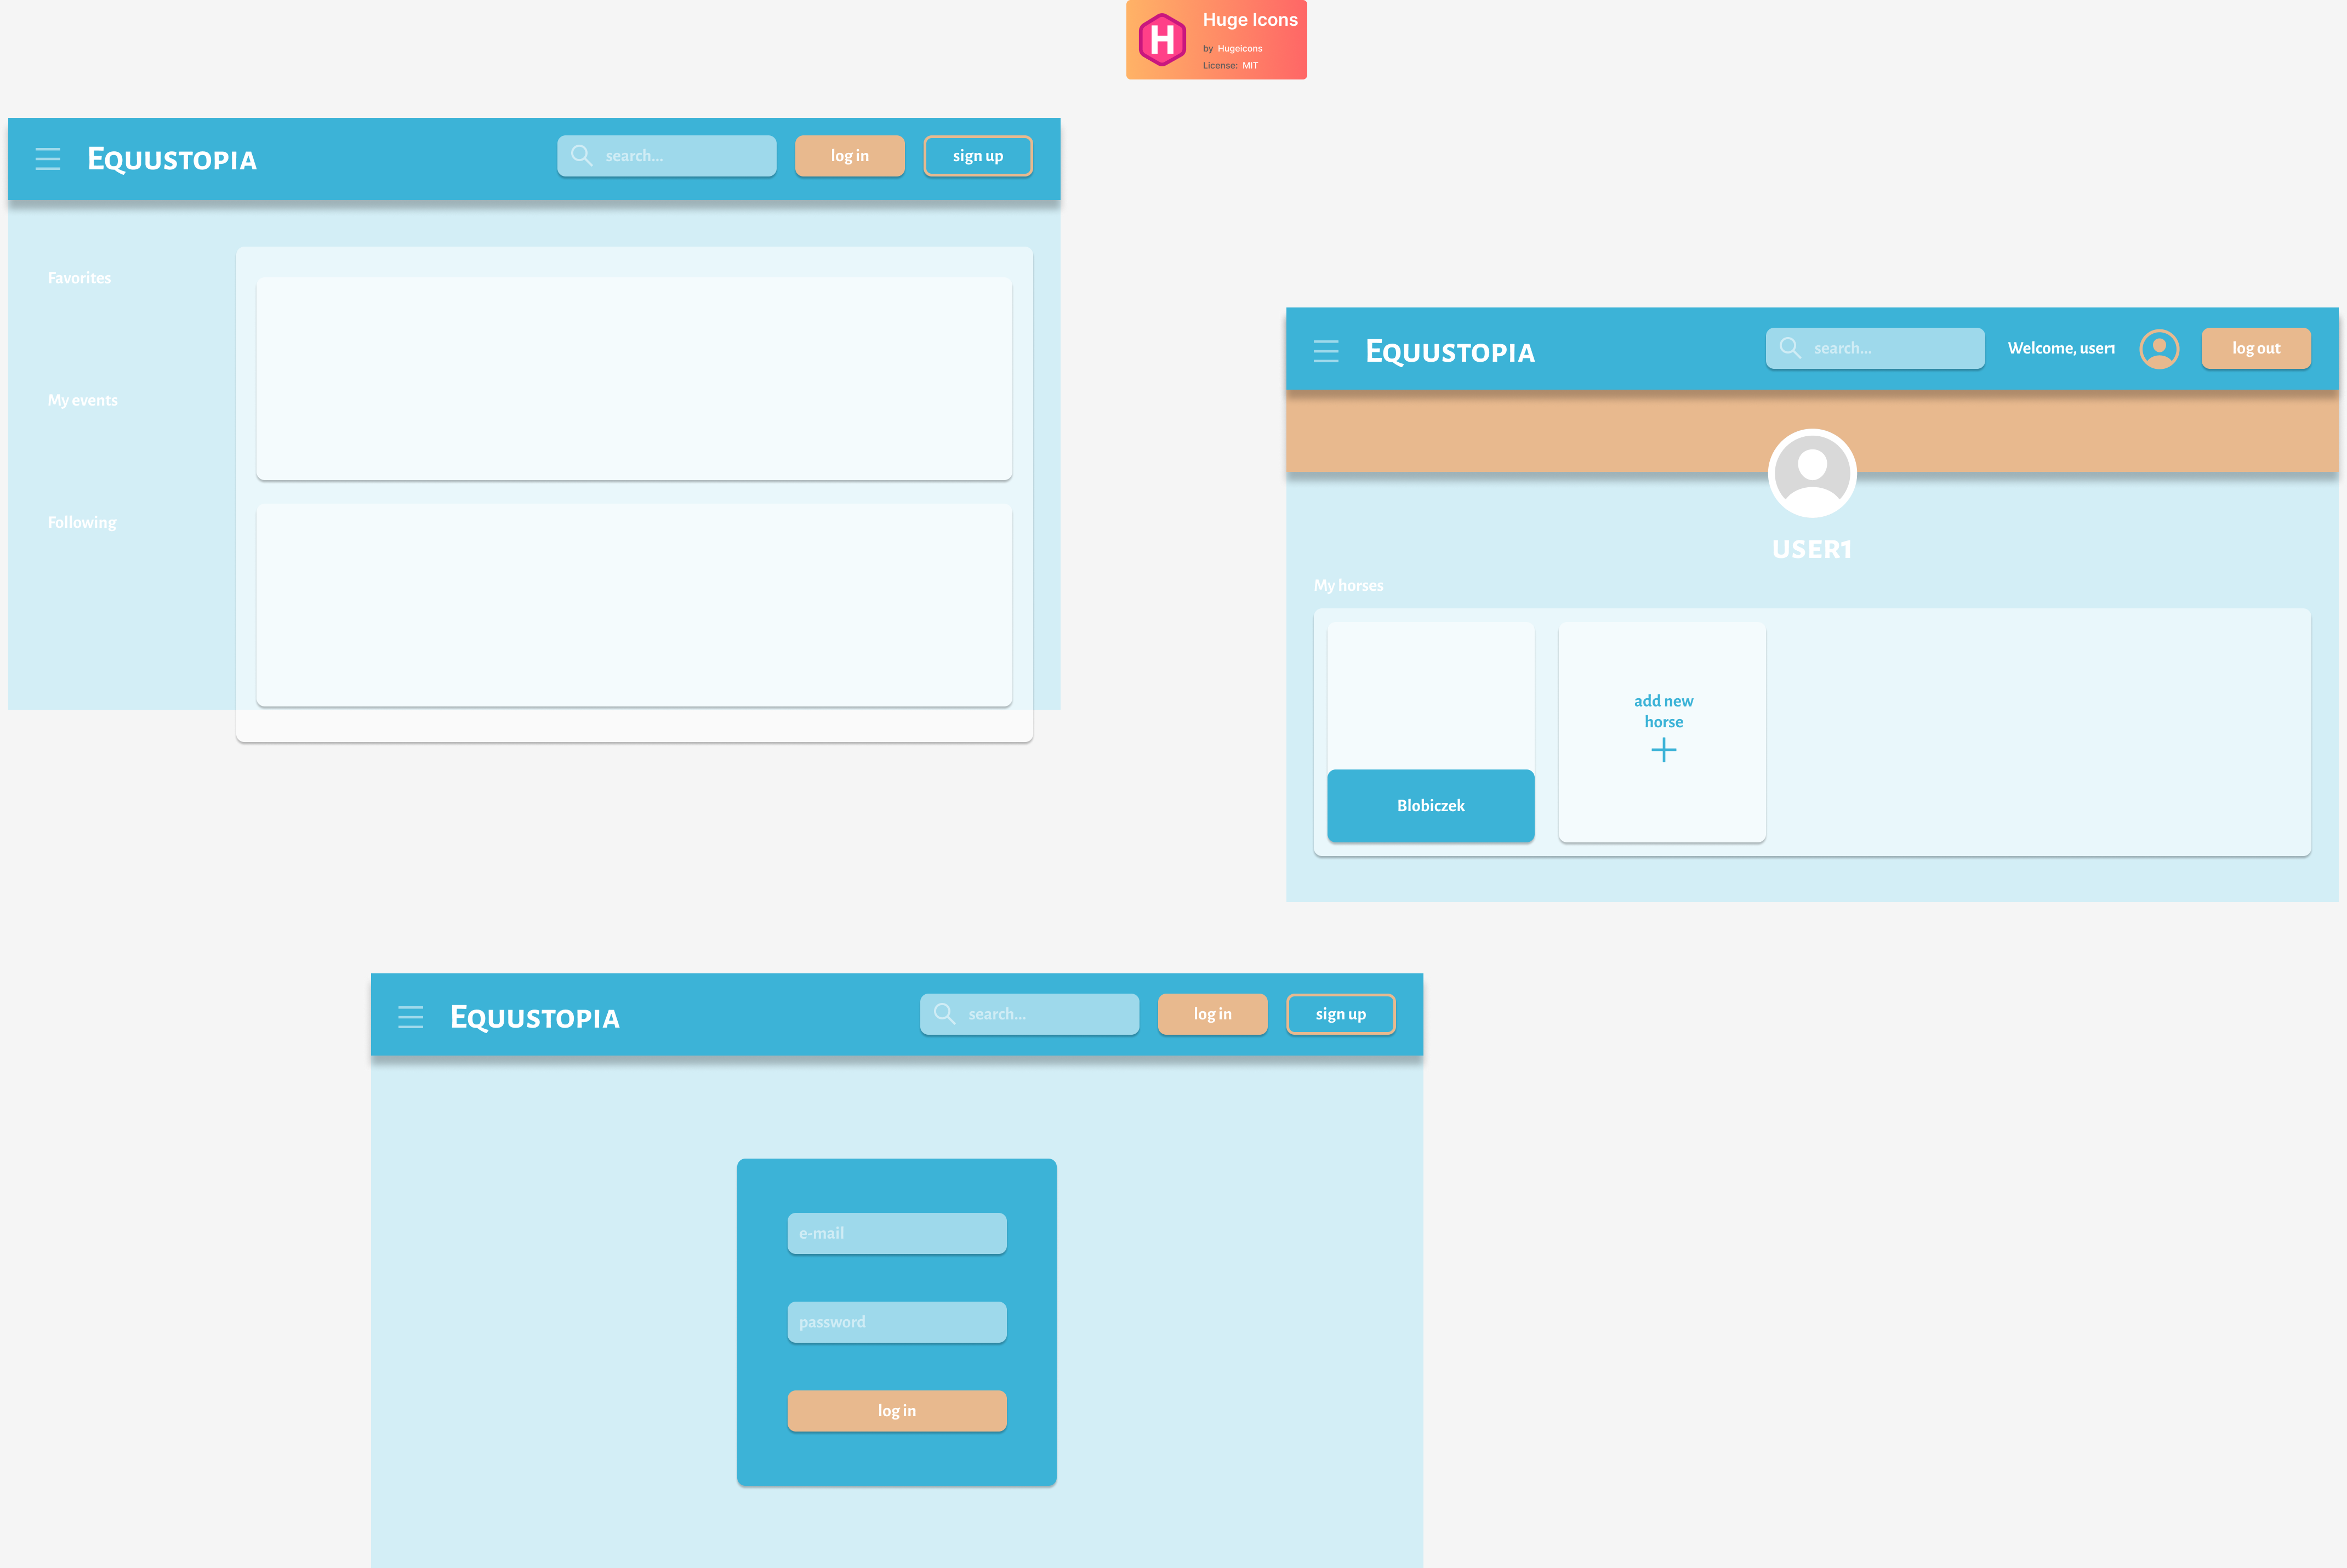 Huge Icons
by Hugeicons
License: MIT
Equustopia
search...
log in
sign up
Favorites
My events
Following
Equustopia
search...
Welcome, user1
log out
user1
My horses
Blobiczek
add new
horse
Equustopia
search...
log in
sign up
e-mail
password
log in